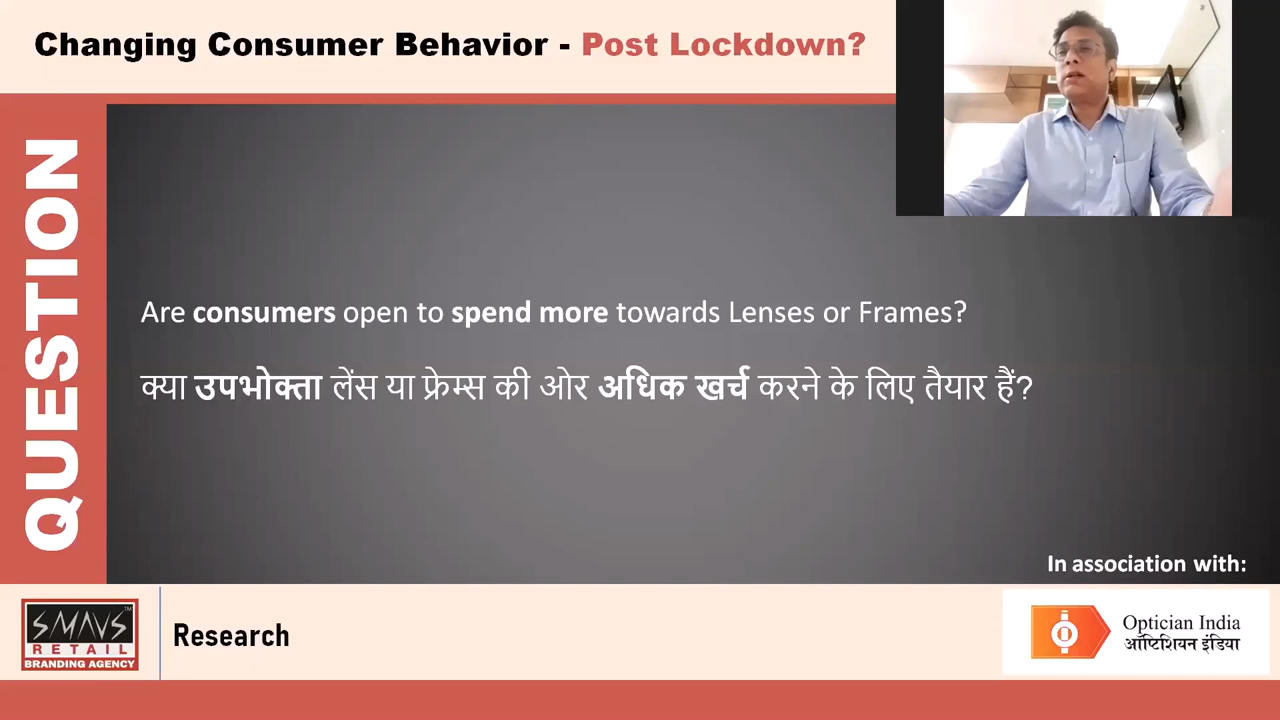 Changing Consumer Behavior - Post Lockdown?
QUESTION
Are consumers open to spend more towards Lenses or Frames?
क्या उपभोक्ता लेंस या फ्रेम्स की ओर अधिक खर्च करने के लिए तैयार हैं?
In association with:
SMAVS™
RETAIL
BRANDING AGENCY
Research
Optician India
ऑप्टिशियन इंडिया